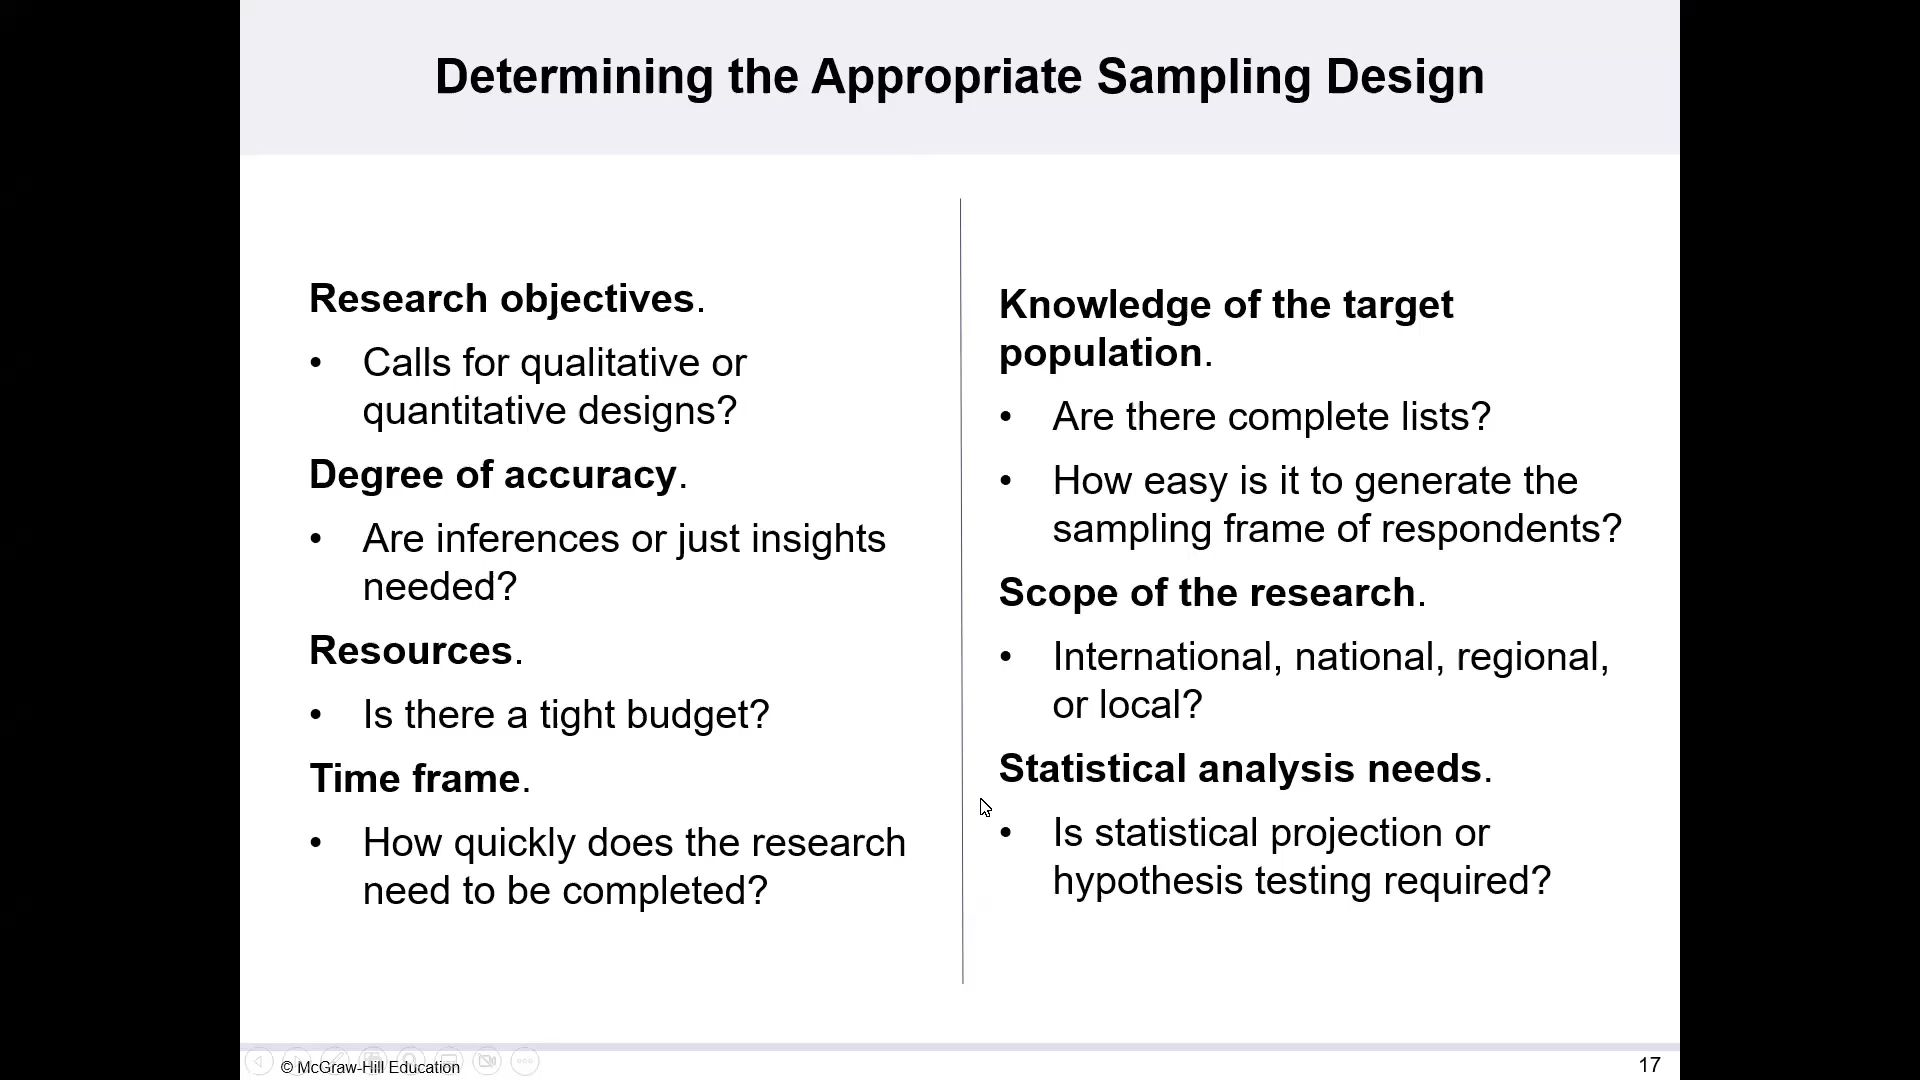 Determining the Appropriate Sampling Design
Research objectives.
• Calls for qualitative or
quantitative designs?
Degree of accuracy.
• Are inferences or just insights
needed?
Resources.
• Is there a tight budget?
Time frame.
• How quickly does the research
need to be completed?
Knowledge of the target
population.
• Are there complete lists?
• How easy is it to generate the
sampling frame of respondents?
Scope of the research.
• International, national, regional,
or local?
Statistical analysis needs.
• Is statistical projection or
hypothesis testing required?
© McGraw-Hill Education
17